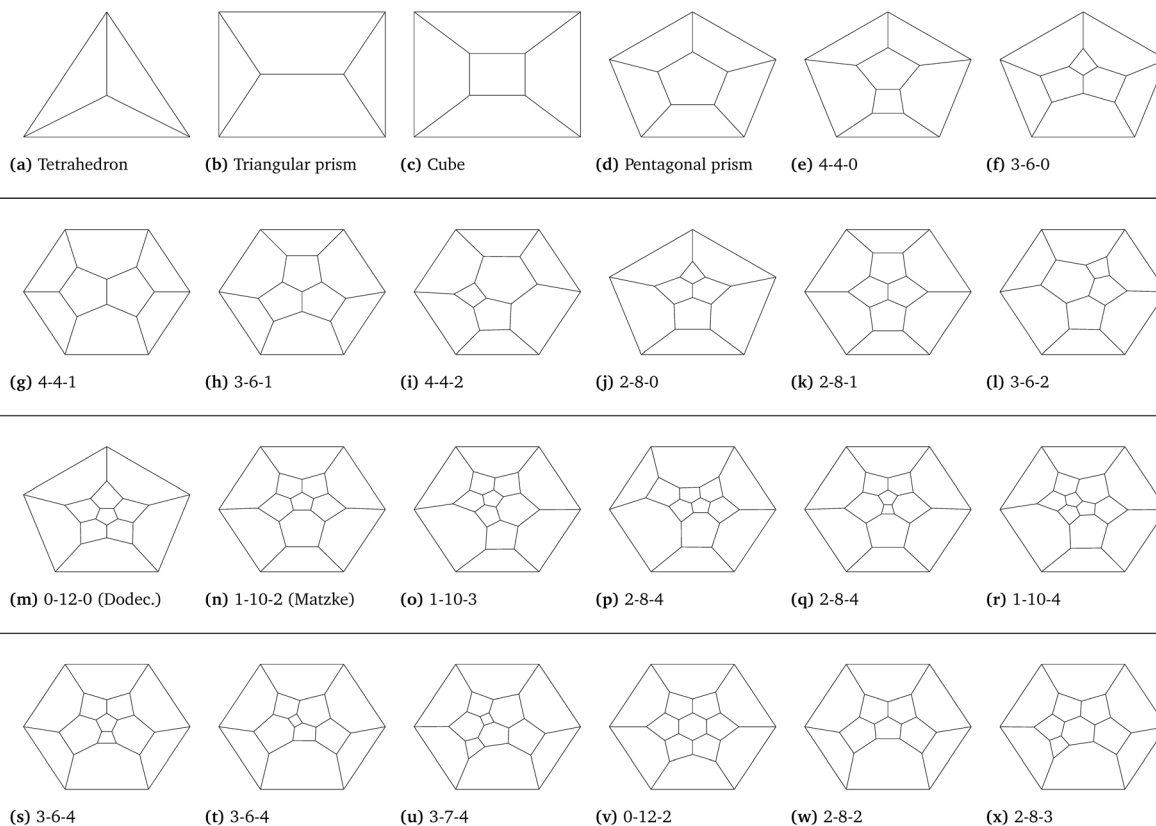 (a) Tetrahedron (b) Triangular prism (c) Cube (d) Pentagonal prism (e) 4-4-0 (f) 3-6-0
(g) 4-4-1 (h) 3-6-1 (i) 4-4-2 (j) 2-8-0 (k) 2-8-1 (l) 3-6-2
(m) 0-12-0 (Dodec.) (n) 1-10-2 (Matzke) (o) 1-10-3 (p) 2-8-4 (q) 2-8-4 (r) 1-10-4
(s) 3-6-4 (t) 3-6-4 (u) 3-7-4 (v) 0-12-2 (w) 2-8-2 (x) 2-8-3